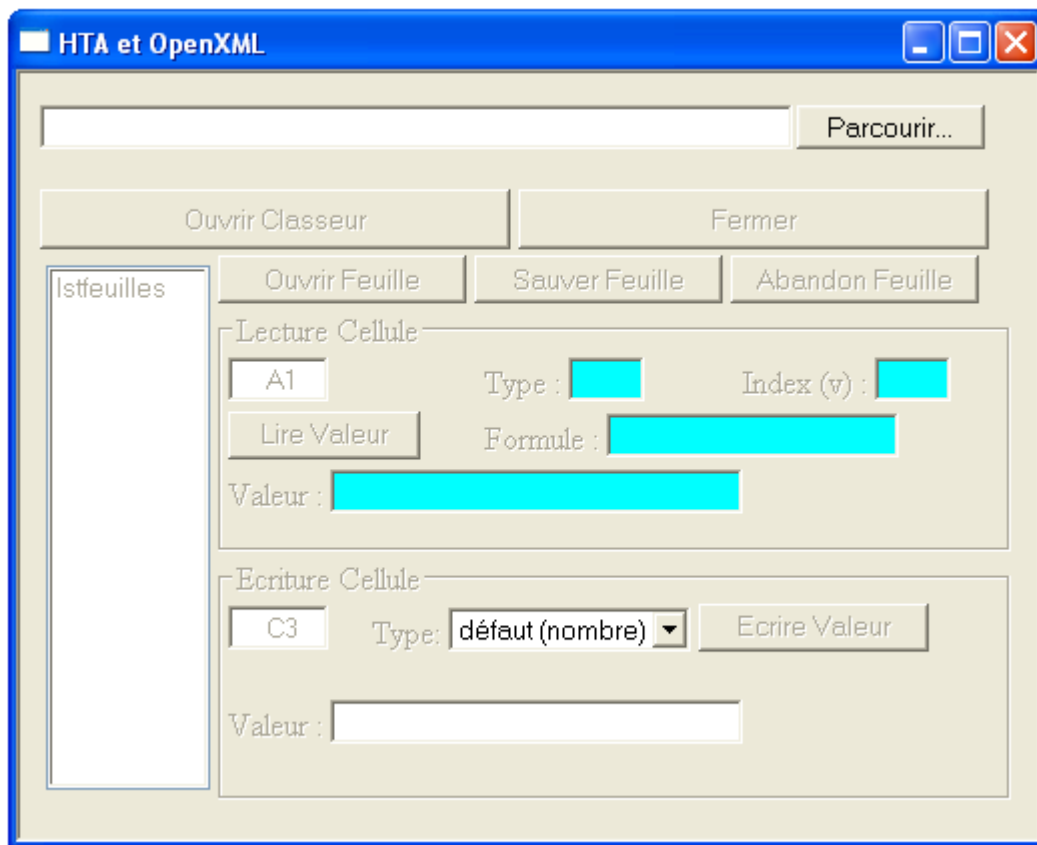 HTA et OpenXML
Parcourir...
Ouvrir Classeur Fermer
lstfeuilles Ouvrir Feuille Sauver Feuille Abandon Feuille
Lecture Cellule
A1 Type : Index (v) :
Lire Valeur Formule :
Valeur :
Ecriture Cellule
C3 Type: défaut (nombre) Ecrire Valeur
Valeur :